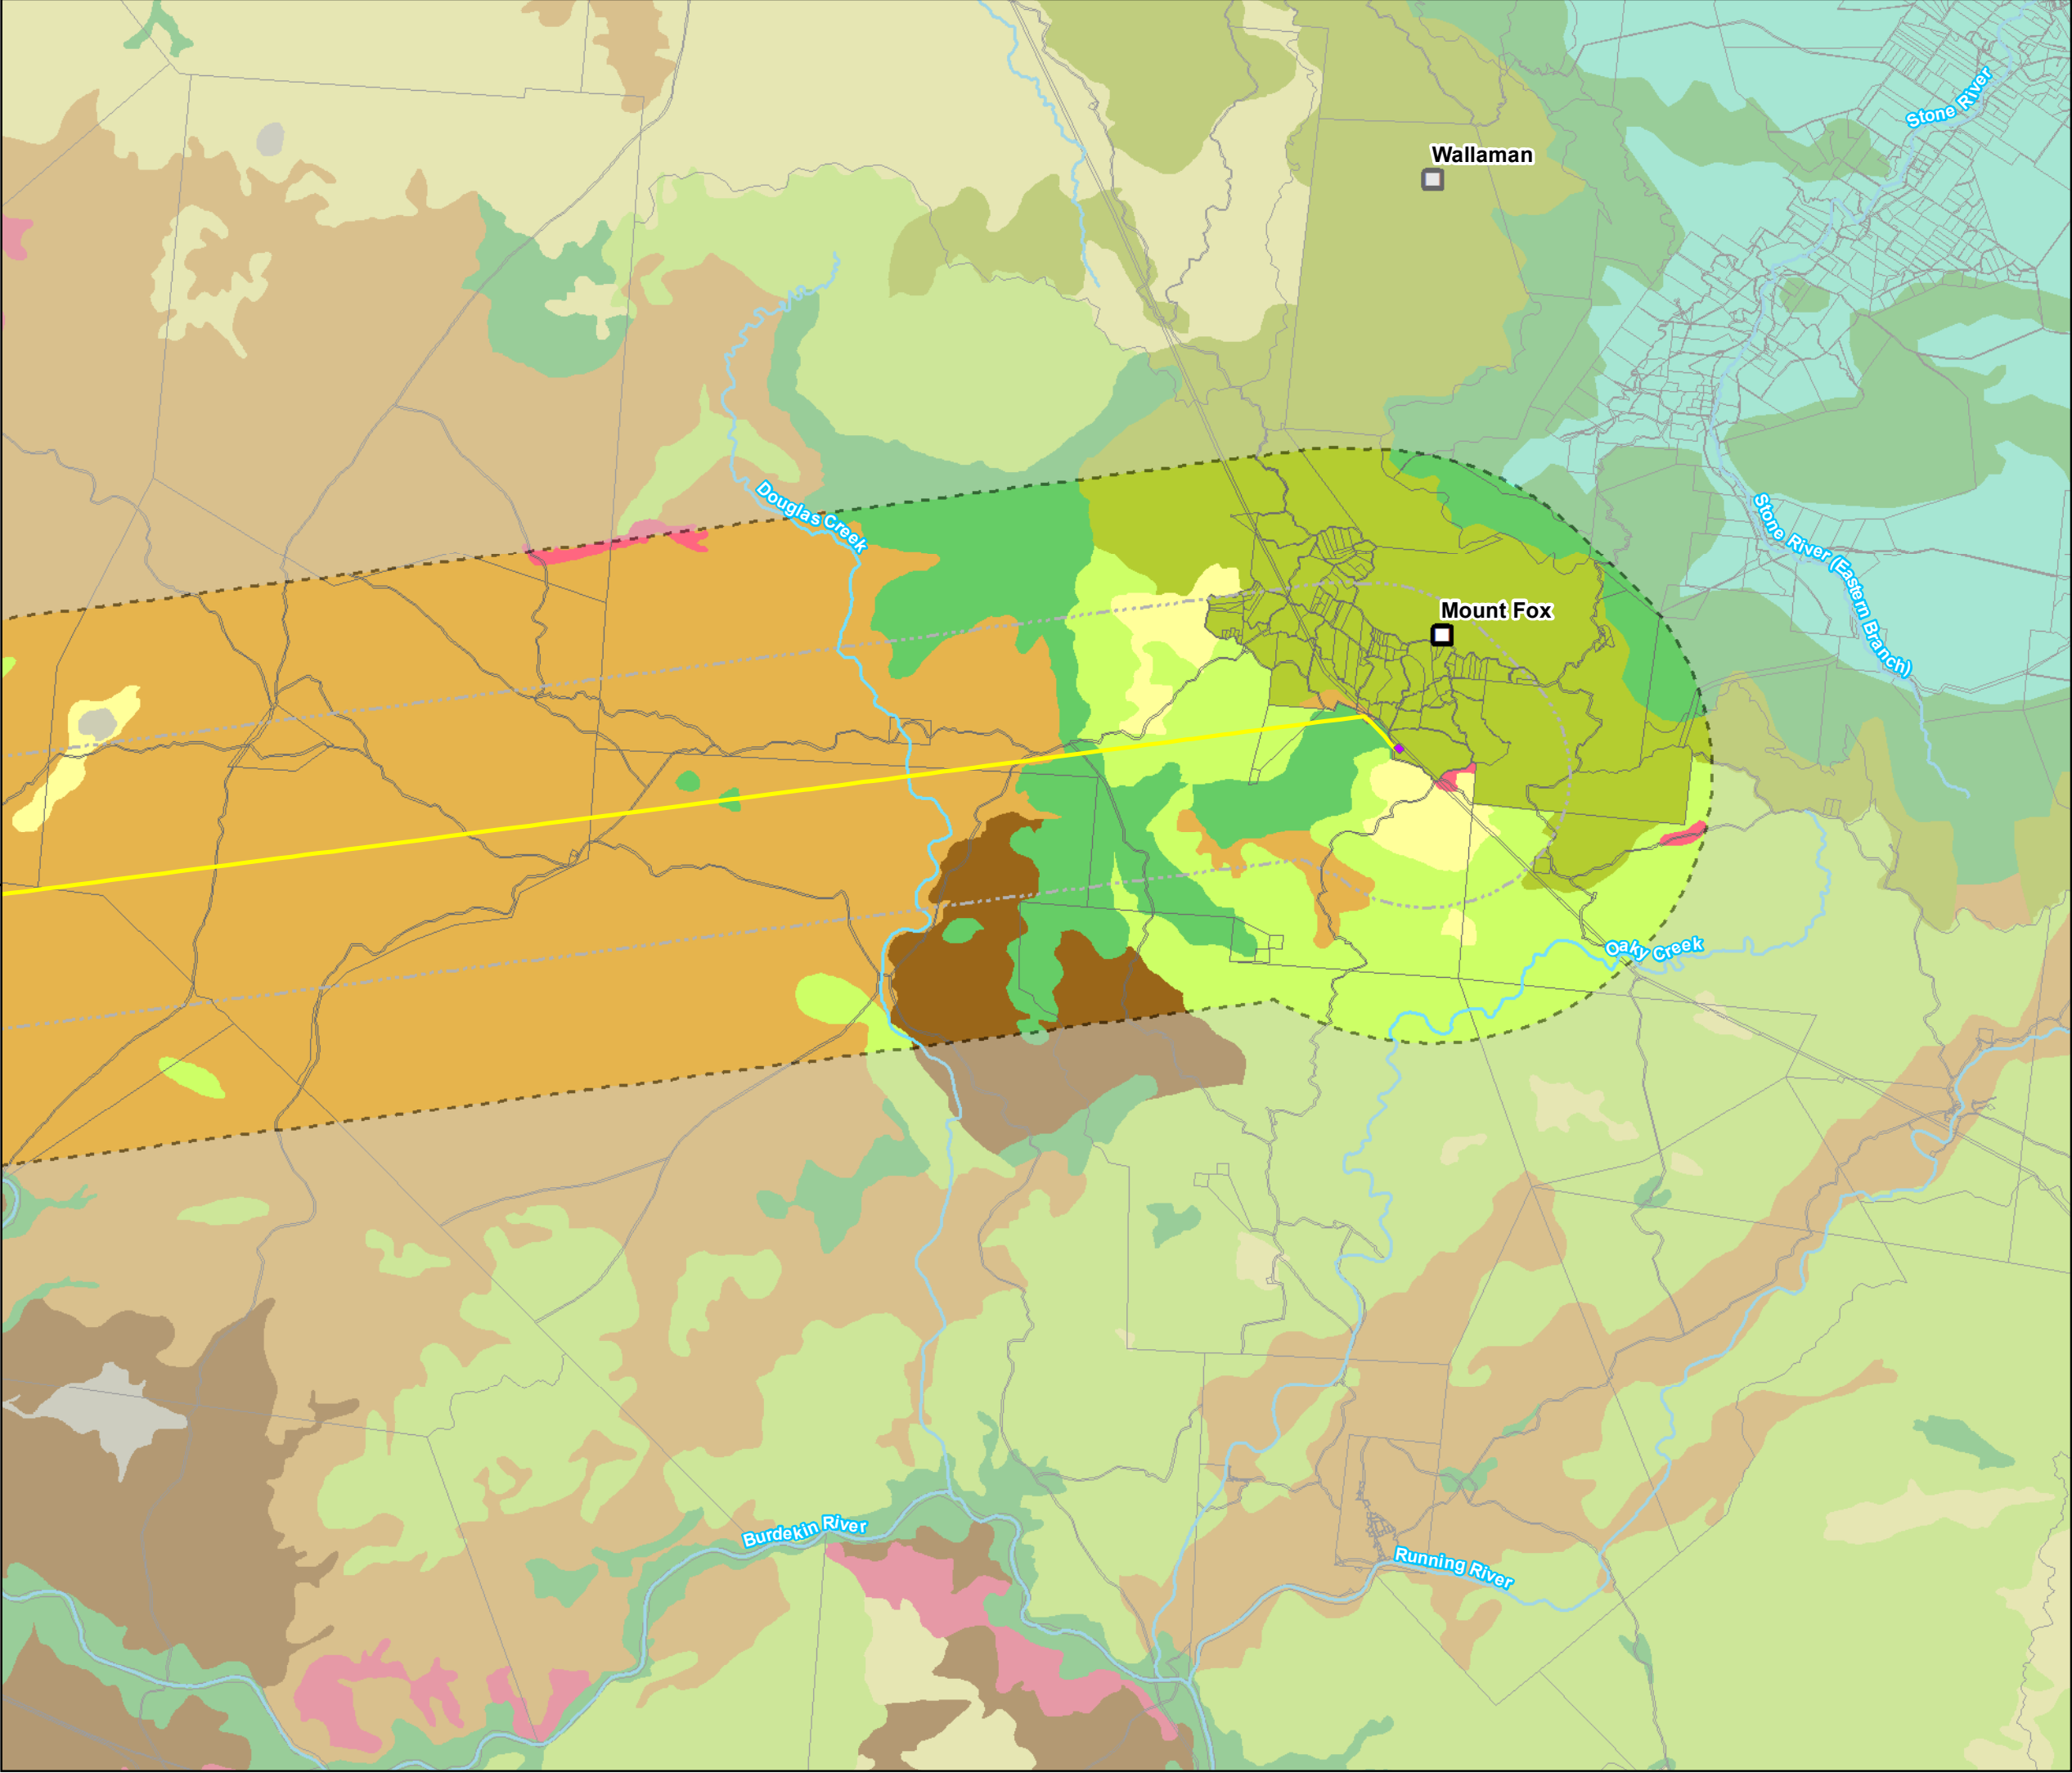 Stone River
Wallaman
Douglas Creek
Stone River (Eastern Branch)
Mount Fox
Oaky Creek
Burdekin River
Running River